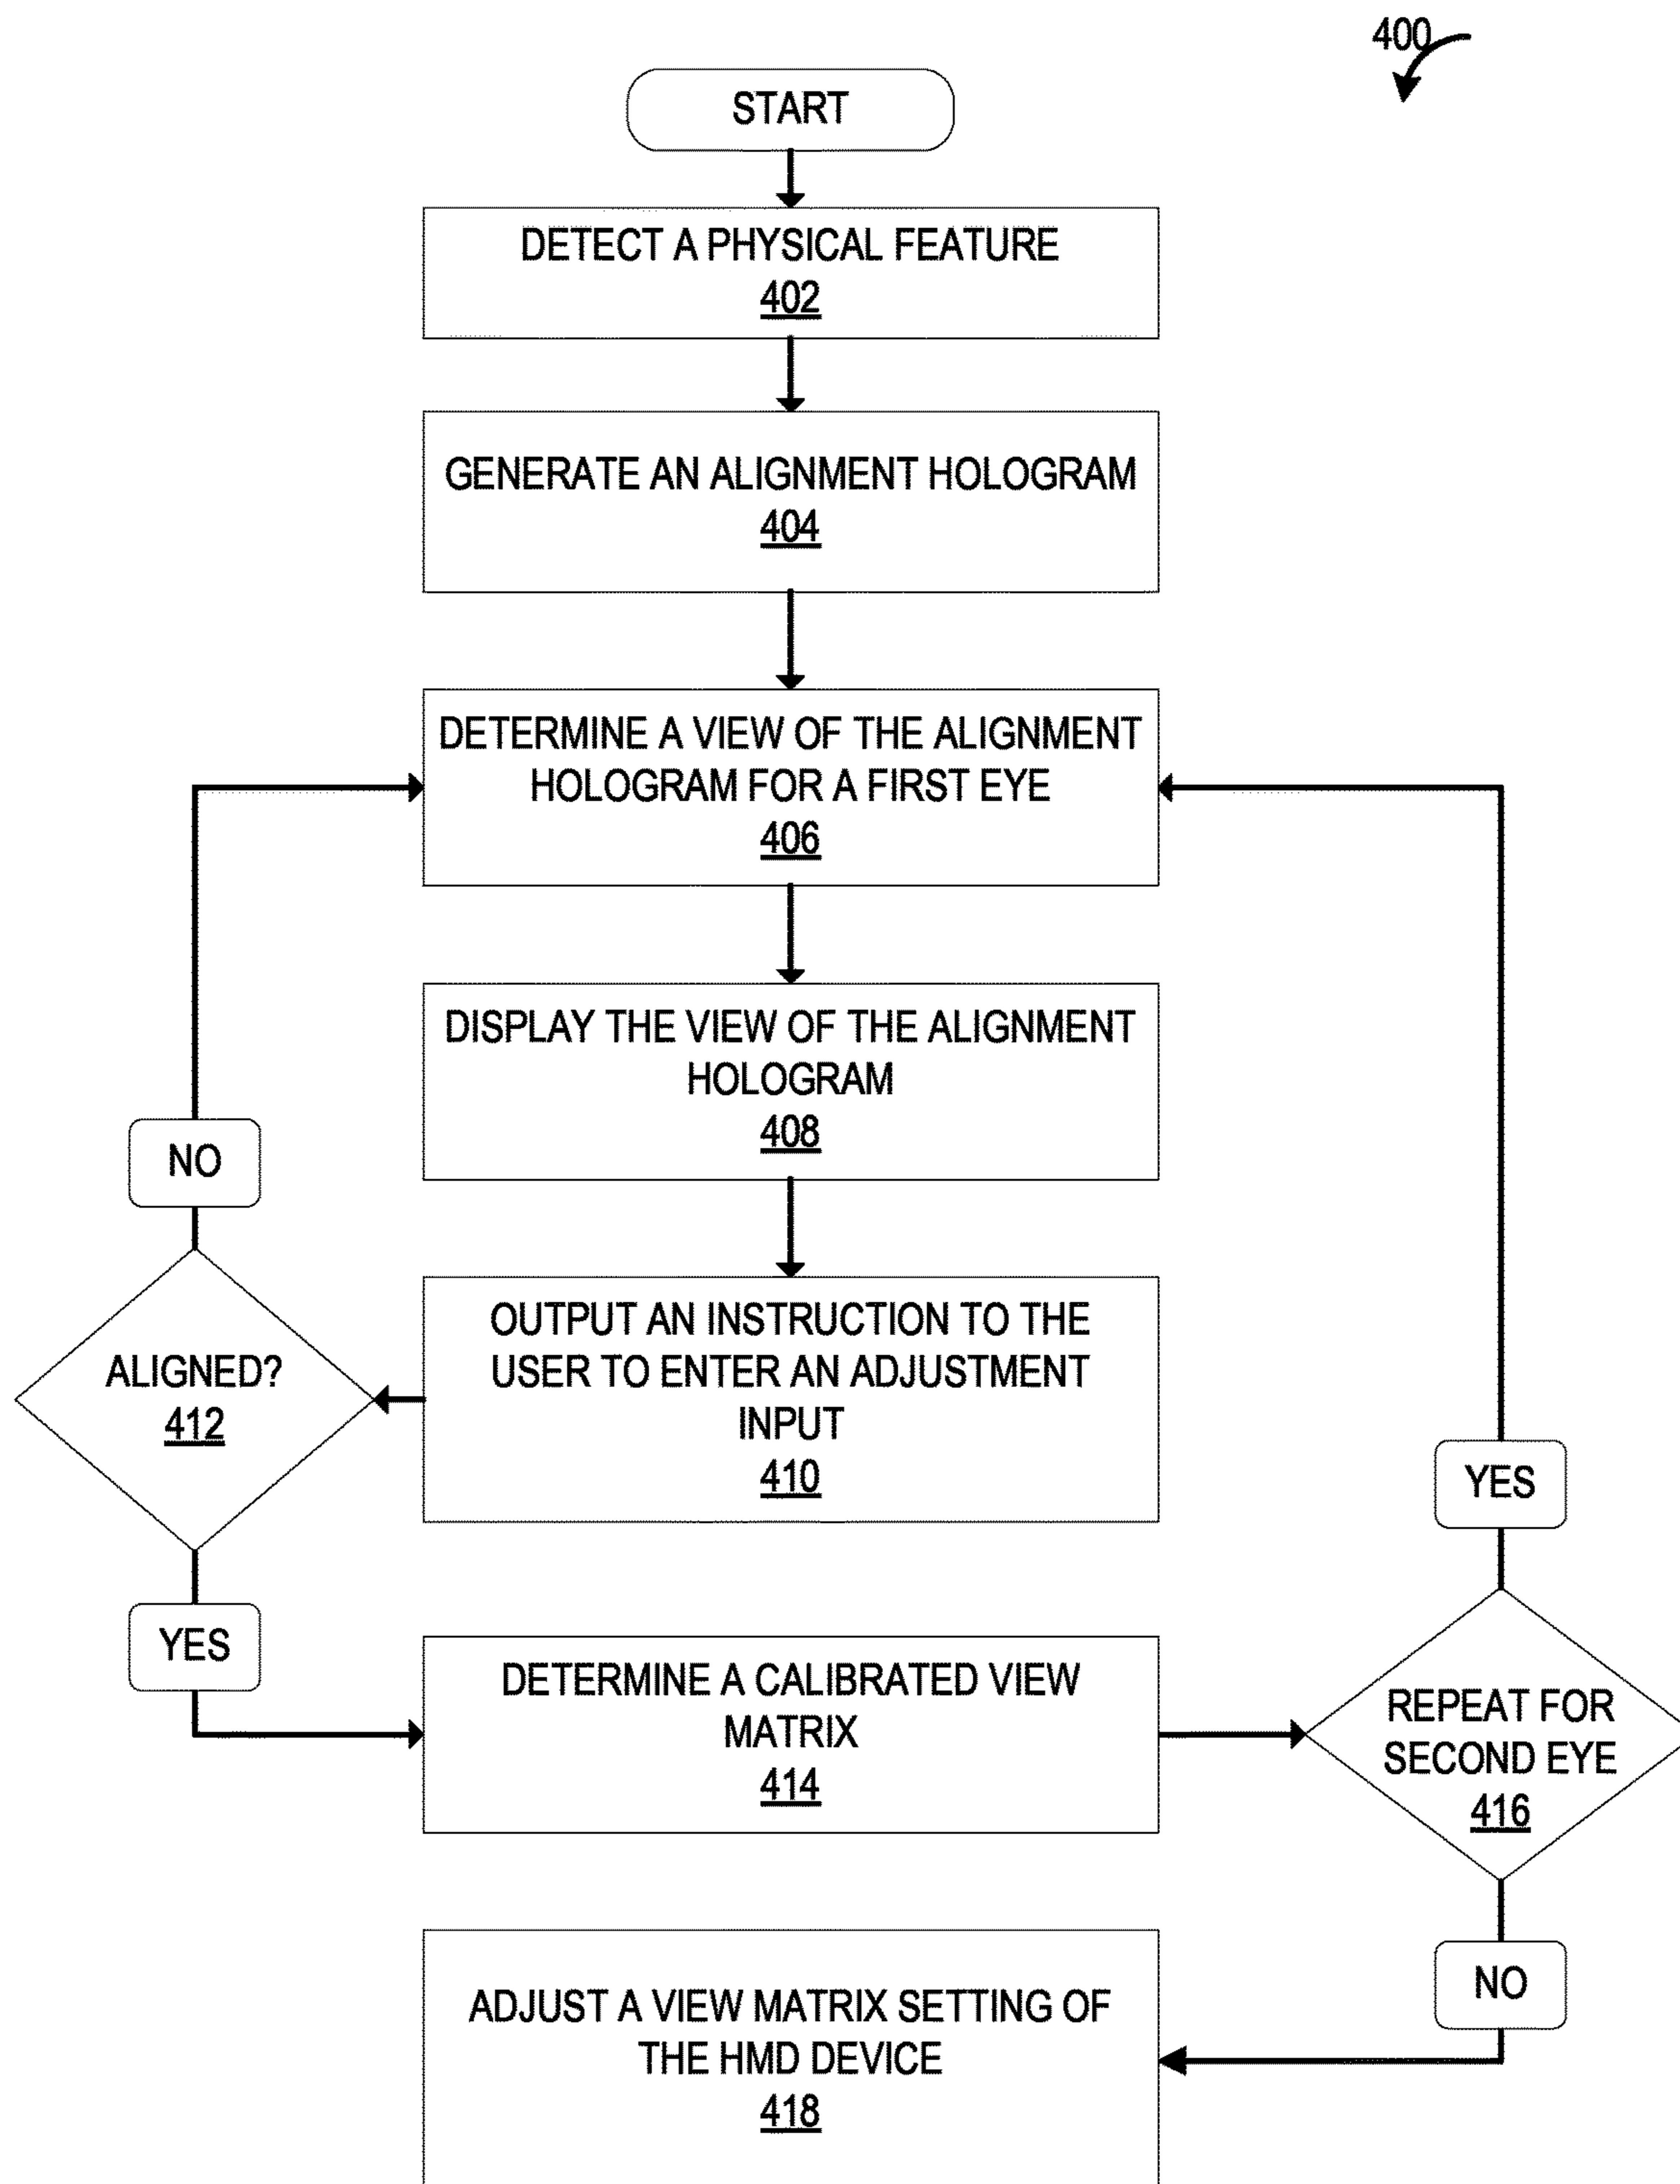 400
START
DETECT A PHYSICAL FEATURE
402
GENERATE AN ALIGNMENT HOLOGRAM
404
DETERMINE A VIEW OF THE ALIGNMENT
HOLOGRAM FOR A FIRST EYE
406
DISPLAY THE VIEW OF THE ALIGNMENT
HOLOGRAM
408
NO
OUTPUT AN INSTRUCTION TO THE
USER TO ENTER AN ADJUSTMENT
INPUT
410
ALIGNED?
412
YES
YES
DETERMINE A CALIBRATED VIEW
MATRIX
414
REPEAT FOR
SECOND EYE
416
NO
ADJUST A VIEW MATRIX SETTING OF
THE HMD DEVICE
418